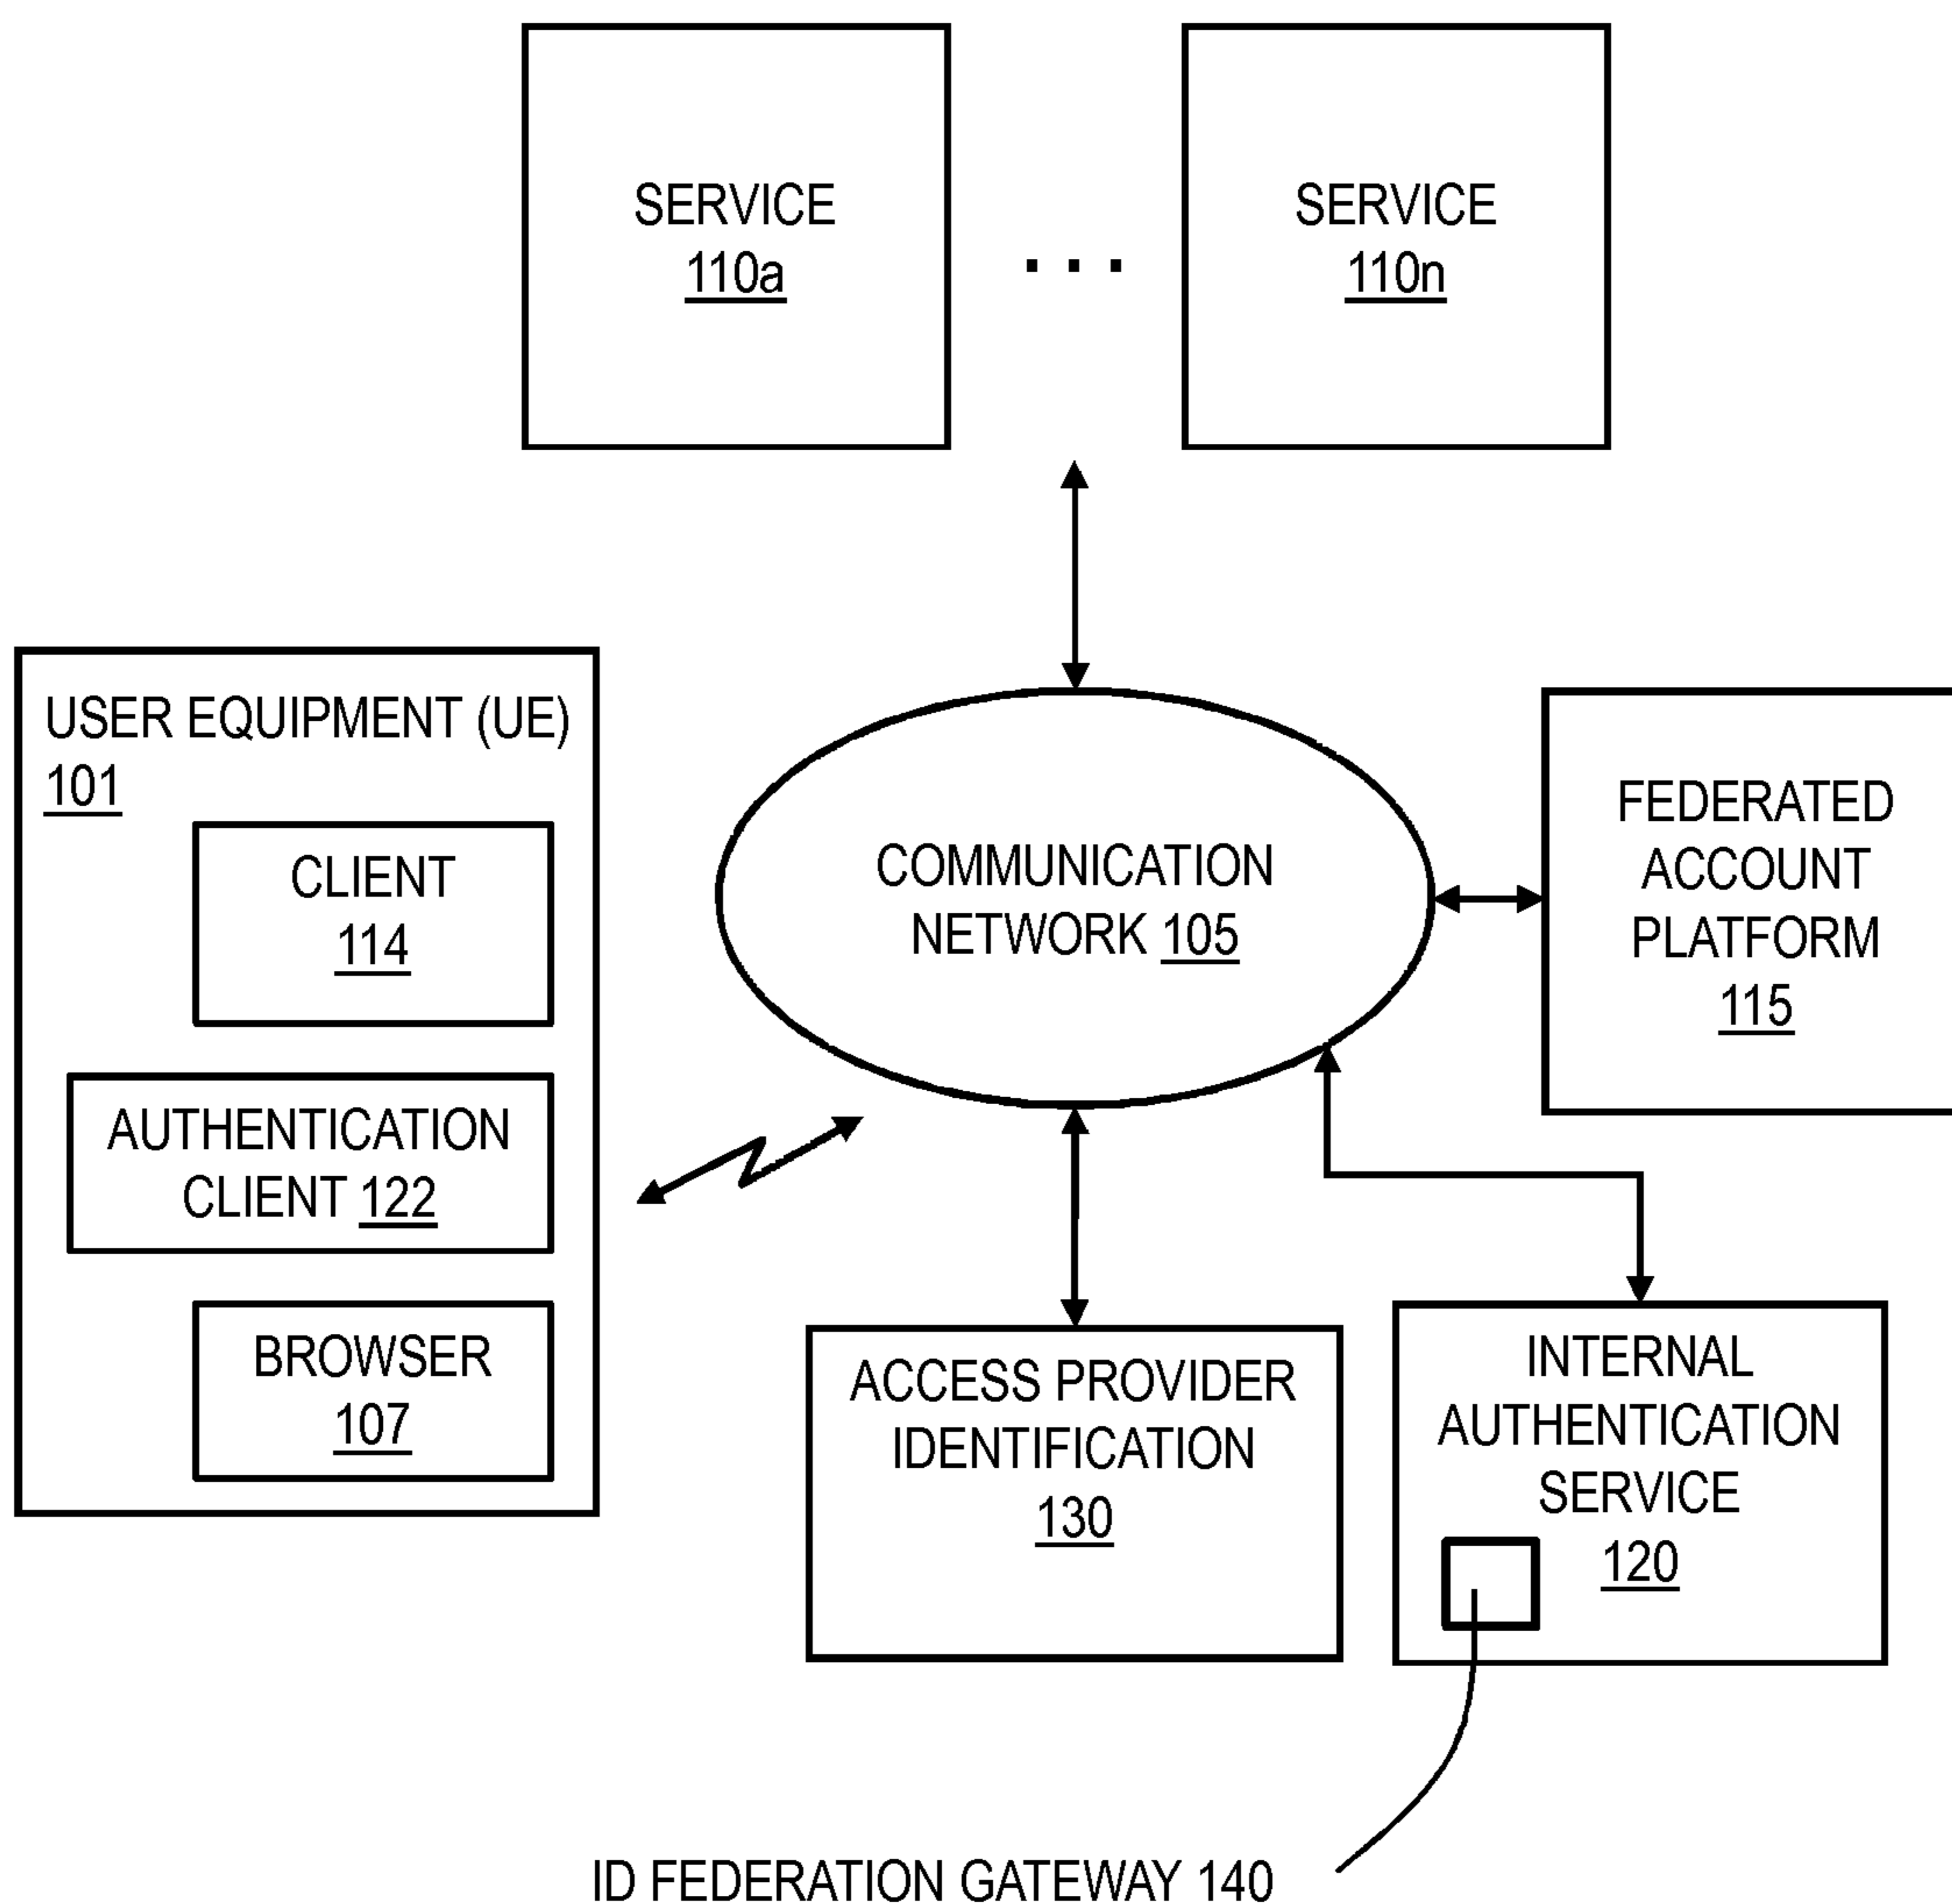 SERVICE
110a
. . .
SERVICE
110n
USER EQUIPMENT (UE)
101
CLIENT
114
AUTHENTICATION
CLIENT 122
BROWSER
107
COMMUNICATION
NETWORK 105
FEDERATED
ACCOUNT
PLATFORM
115
ACCESS PROVIDER
IDENTIFICATION
130
INTERNAL
AUTHENTICATION
SERVICE
120
ID FEDERATION GATEWAY 140